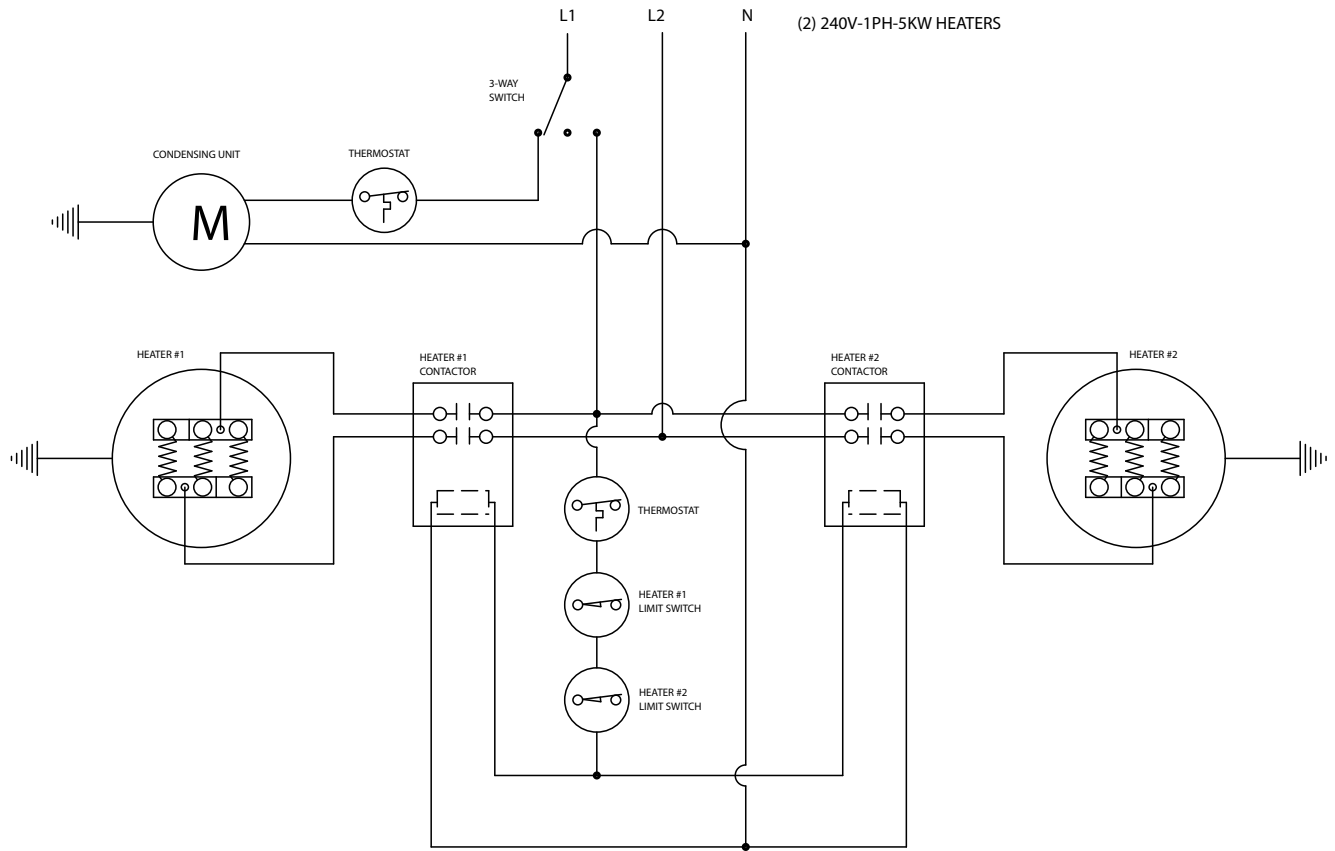 L1
L2
N
(2) 240V-1PH-5KW HEATERS
3-WAY
SWITCH
CONDENSING UNIT
THERMOSTAT
M
HEATER #1
HEATER #1
CONTACTOR
HEATER #2
CONTACTOR
HEATER #2
THERMOSTAT
HEATER #1
LIMIT SWITCH
HEATER #2
LIMIT SWITCH